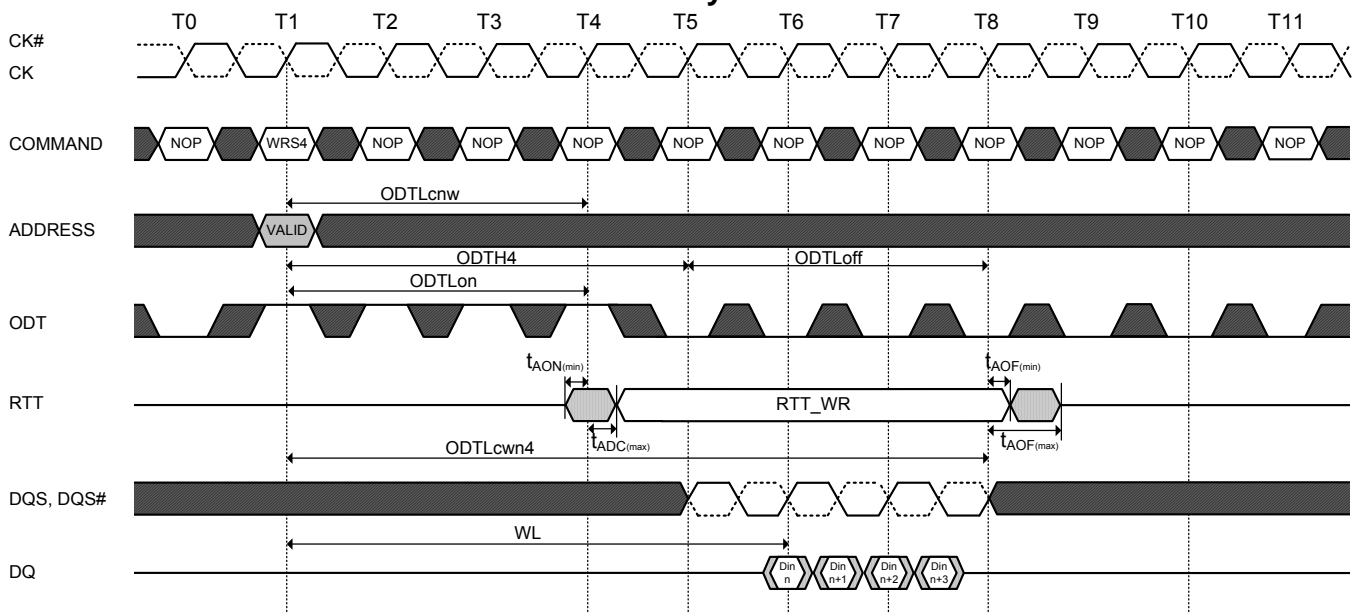 T0 T1 T2 T3 T4 T5 T6 T7 T8 T9 T10 T11
CK#
CK
COMMAND NOP WRS4 NOP NOP NOP NOP NOP NOP NOP NOP NOP NOP
ODTLcnw
ADDRESS VALID
ODTH4 ODTLoff
ODTLon
ODT
tAON(min) tAOF(min)
RTT RTT_WR
tADC(max) tAOF(max)
ODTLcwn4
DQS, DQS#
WL
DQ Din n Din n+1 Din n+2 Din n+3